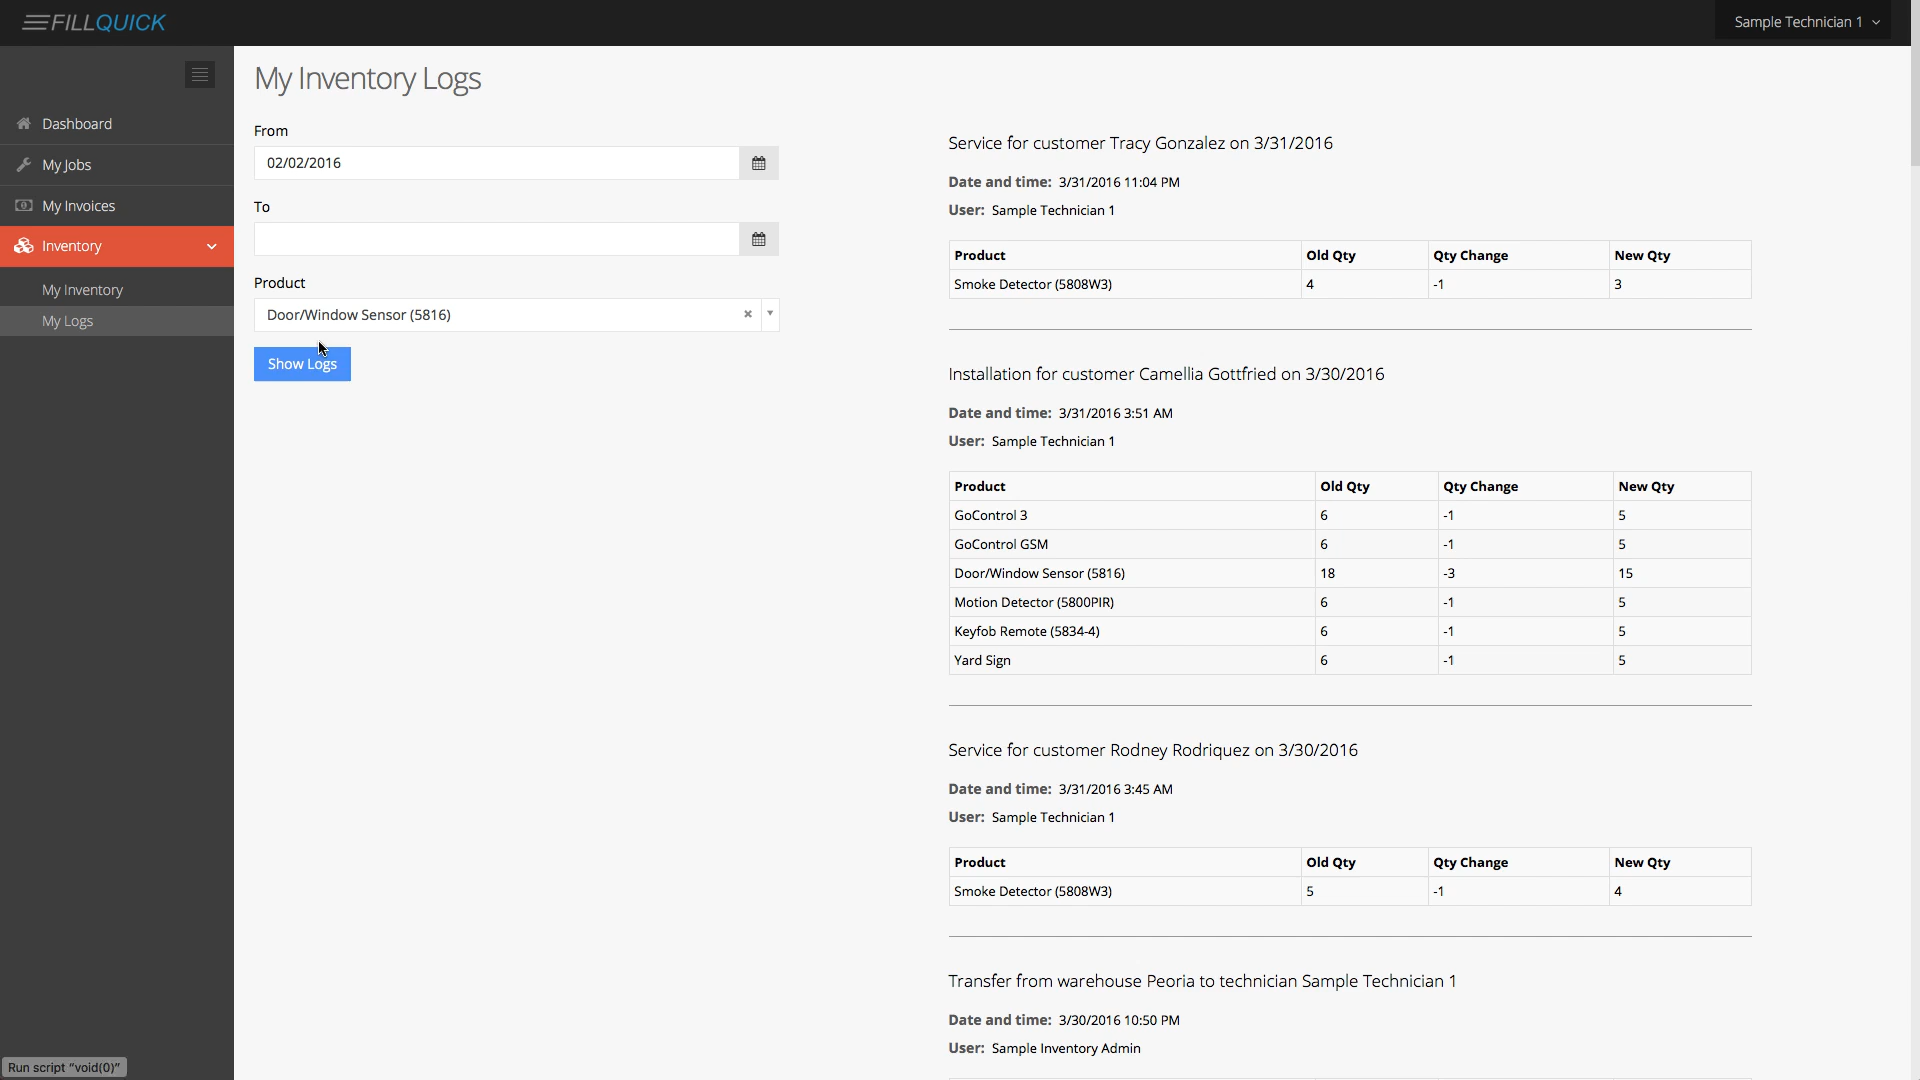 FILLQUICK
Sample Technician 1
Dashboard
My Jobs
My Invoices
Inventory
My Inventory
My Logs
My Inventory Logs
From
02/02/2016
To
Product
Door/Window Sensor (5816)
Show Logs
Service for customer Tracy Gonzalez on 3/31/2016
Date and time: 3/31/2016 11:04 PM
User: Sample Technician 1
Product Old Qty Qty Change New Qty
Smoke Detector (5808W3) 4 -1 3
Installation for customer Camellia Gottfried on 3/30/2016
Date and time: 3/31/2016 3:51 AM
User: Sample Technician 1
Product Old Qty Qty Change New Qty
GoControl 3 6 -1 5
GoControl GSM 6 -1 5
Door/Window Sensor (5816) 18 -3 15
Motion Detector (5800PIR) 6 -1 5
Keyfob Remote (5834-4) 6 -1 5
Yard Sign 6 -1 5
Service for customer Rodney Rodriquez on 3/30/2016
Date and time: 3/31/2016 3:45 AM
User: Sample Technician 1
Product Old Qty Qty Change New Qty
Smoke Detector (5808W3) 5 -1 4
Transfer from warehouse Peoria to technician Sample Technician 1
Date and time: 3/30/2016 10:50 PM
User: Sample Inventory Admin
Run script “void(0)”